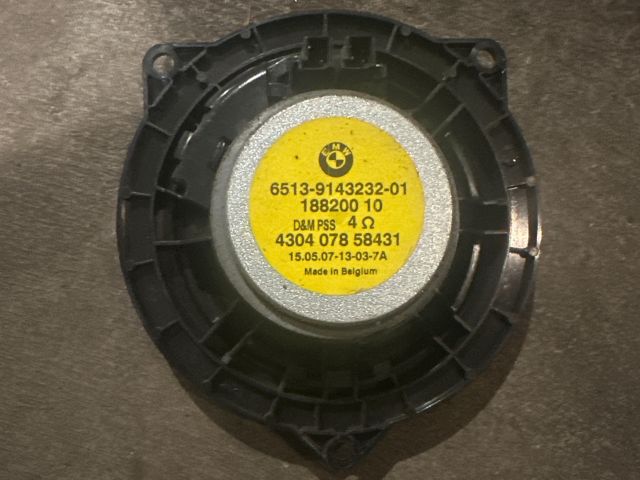 BMW
6513-9143232-01
188200 10
D&M PSS 4 Ω
4304 078 58431
15.05.07-13-03-7A
Made in Belgium